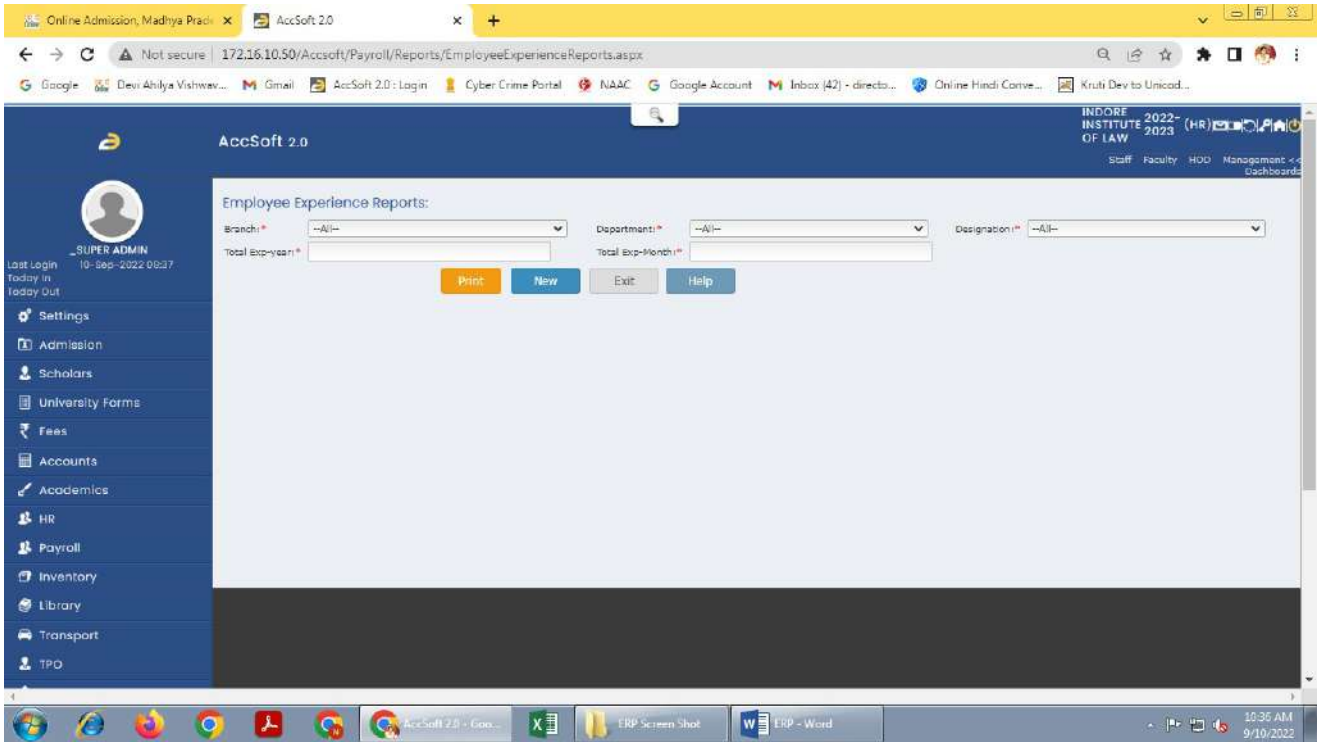 Online Admission, Madhya Prade
AccSoft 2.0
Not secure
172.16.10.50/Accsoft/Payroll/Reports/EmployeeExperienceReports.aspx
Google
Devi Ahilya Vishwav...
Gmail
AccSoft 2.0 : Login
Cyber Crime Portal
NAAC
Google Account
Inbox (42) - directo...
Online Hindi Conve...
Kruti Dev to Unicod...
AccSoft 2.0
INDORE INSTITUTE OF LAW
2022-2023
(HR)
Staff Faculty HOD Management <<
Dashboards
_SUPER ADMIN
Last Login 10-Sep-2022 09:37
Today In
Today Out
Settings
Admission
Scholars
University Forms
Fees
Accounts
Academics
HR
Payroll
Inventory
Library
Transport
TPO
Employee Experience Reports:
Branch:* --All-- Department:* --All-- Designation:* --All--
Total Exp-year:* Total Exp-Month:*
Print New Exit Help
AccSoft 2.0 - Goo...
ERP Screen Shot
ERP - Word
10:36 AM
9/10/2022